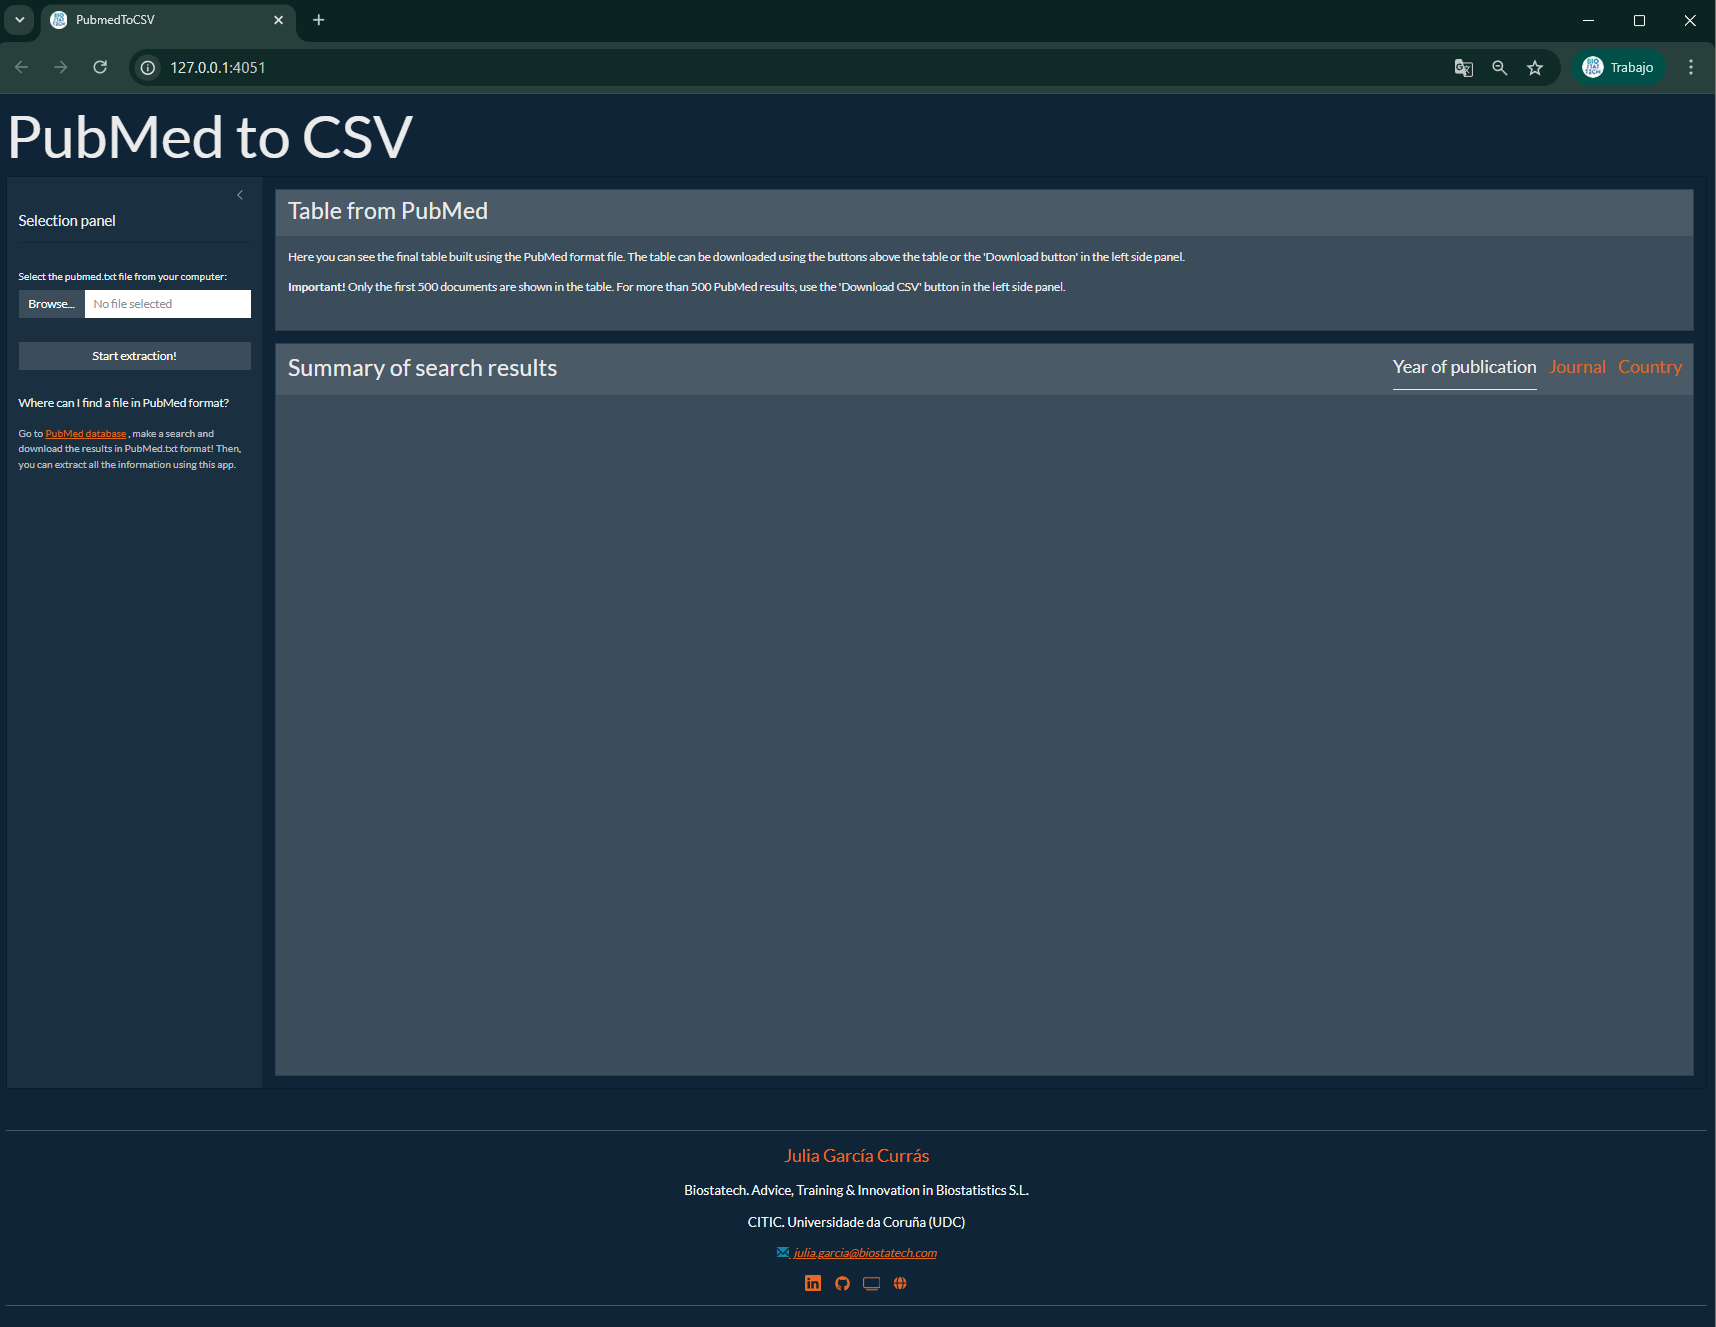 PubmedToCSV
127.0.0.1:4051
Trabajo
PubMed to CSV
Selection panel
Select the pubmed.txt file from your computer:
Browse... No file selected
Start extraction!
Where can I find a file in PubMed format?
Go to PubMed database , make a search and
download the results in PubMed.txt format! Then,
you can extract all the information using this app.
Table from PubMed
Here you can see the final table built using the PubMed format file. The table can be downloaded using the buttons above the table or the 'Download button' in the left side panel.
Important! Only the first 500 documents are shown in the table. For more than 500 PubMed results, use the 'Download CSV' button in the left side panel.
Summary of search results
Year of publication Journal Country
Julia García Currás
Biostatech. Advice, Training & Innovation in Biostatistics S.L.
CITIC. Universidade da Coruña (UDC)
julia.garcia@biostatech.com